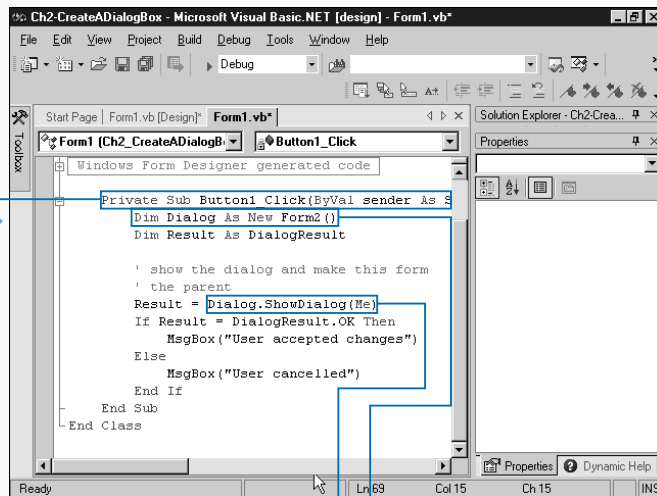 Ch2-CreateADialogBox - Microsoft Visual Basic.NET [design] - Form1.vb*
File Edit View Project Build Debug Tools Window Help
Debug
Start Page Form1.vb [Design]* Form1.vb*
Solution Explorer - Ch2-Crea...
Toolbox
Form1 (Ch2_CreateADialogB Button1_Click
Properties
Windows Form Designer generated code
Private Sub Button1_Click(ByVal sender As S
Dim Dialog As New Form2()
Dim Result As DialogResult
' show the dialog and make this form
' the parent
Result = Dialog.ShowDialog(Me)
If Result = DialogResult.OK Then
MsgBox("User accepted changes")
Else
MsgBox("User cancelled")
End If
End Sub
End Class
Properties Dynamic Help
Ready Ln 69 Col 15 Ch 15 INS